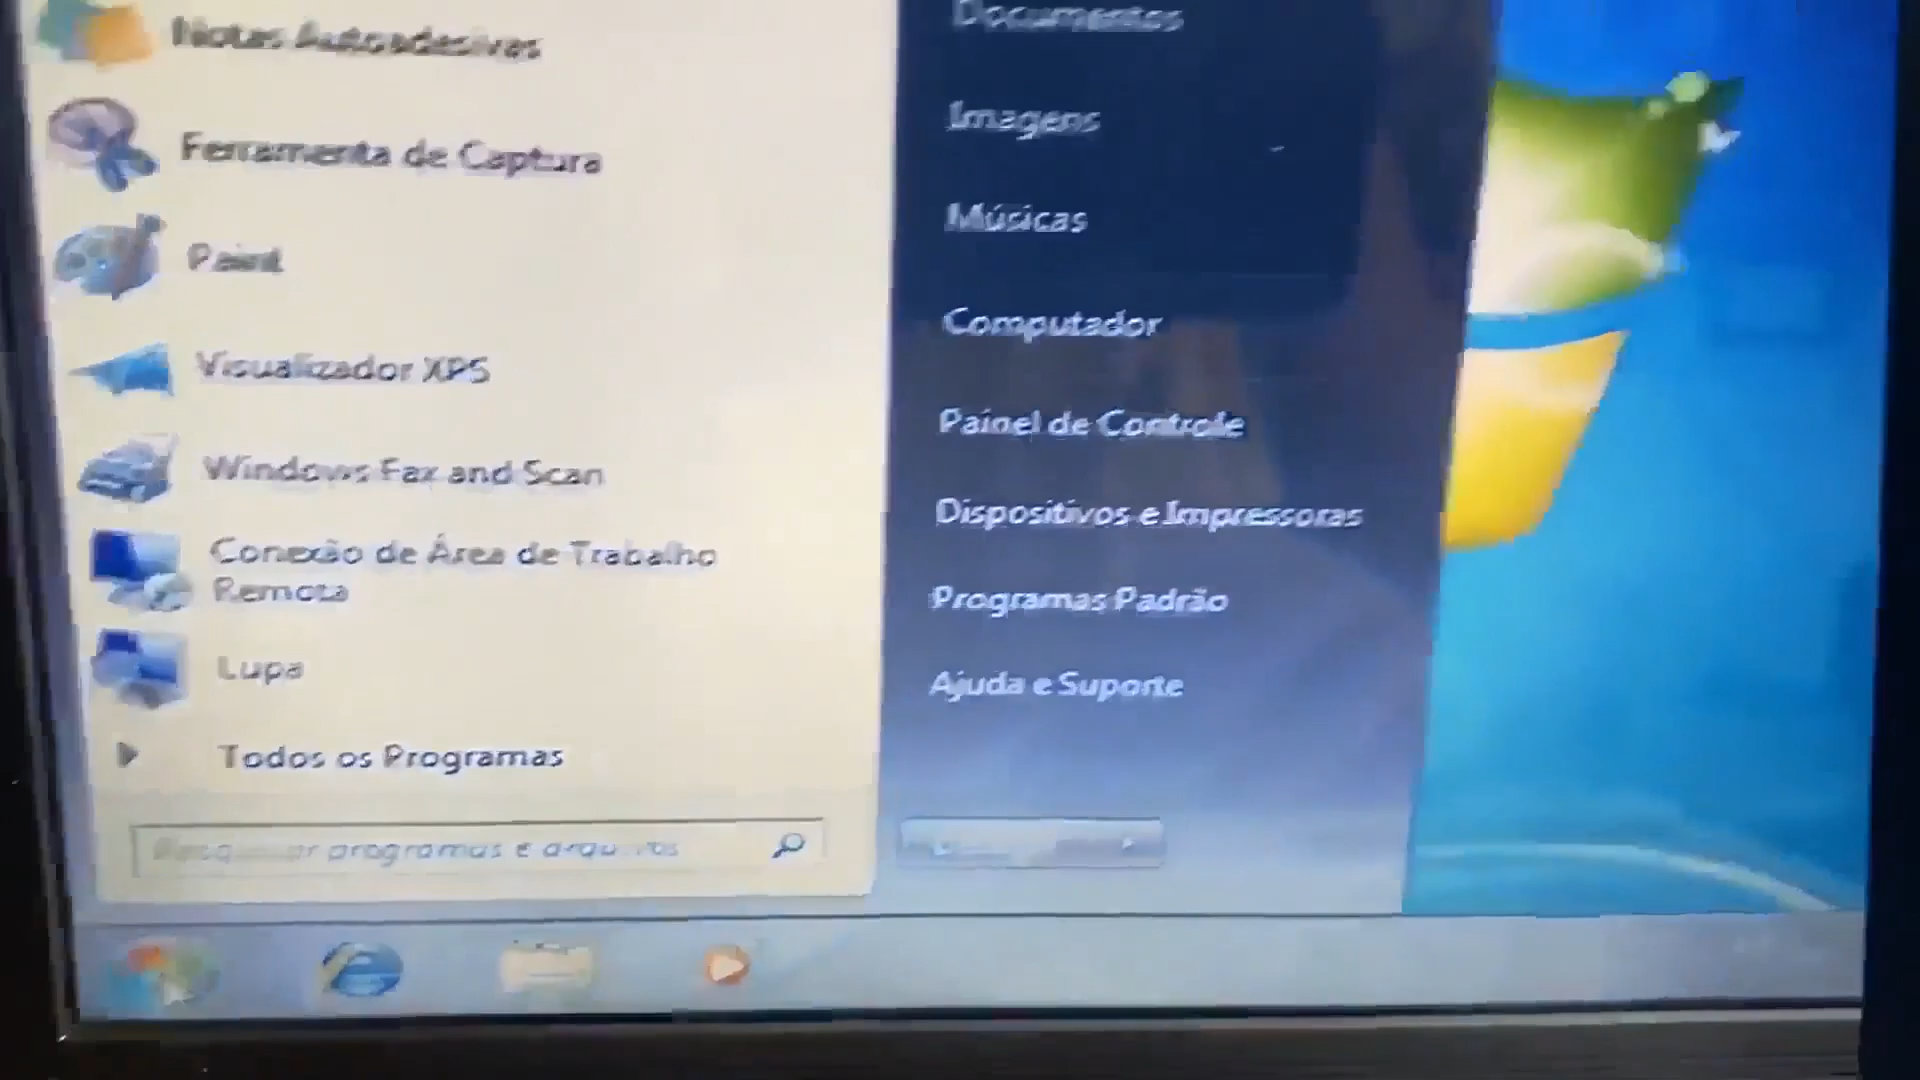 Notas Autoadesivas
Ferramenta de Captura
Paint
Visualizador XPS
Windows Fax and Scan
Conexão de Área de Trabalho
Remota
Lupa
Todos os Programas
Pesquisar programas e arquivos
Documentos
Imagens
Músicas
Computador
Painel de Controle
Dispositivos e Impressoras
Programas Padrão
Ajuda e Suporte